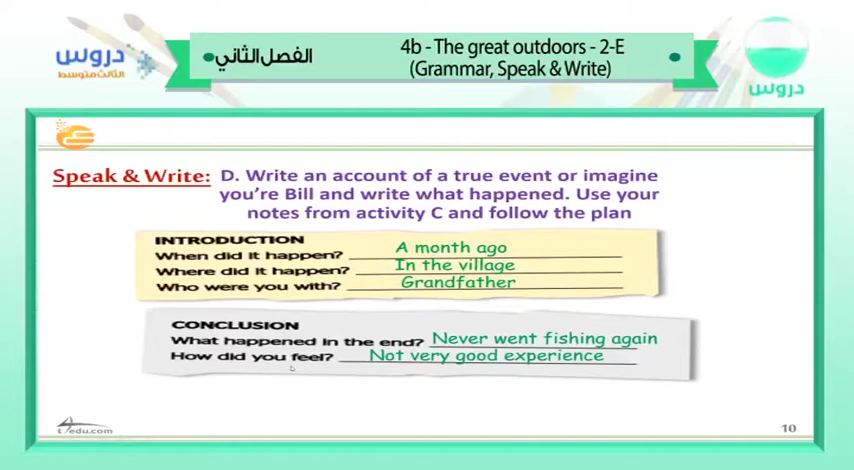 دروس
الثالث متوسط
الفصل الثاني
4b - The great outdoors - 2-E
(Grammar, Speak & Write)
دروس
Speak & Write: D. Write an account of a true event or imagine
you're Bill and write what happened. Use your
notes from activity C and follow the plan
INTRODUCTION
When did it happen? A month ago
Where did it happen? In the village
Who were you with? Grandfather
CONCLUSION
What happened in the end? Never went fishing again
How did you feel? Not very good experience
t4edu.com
10